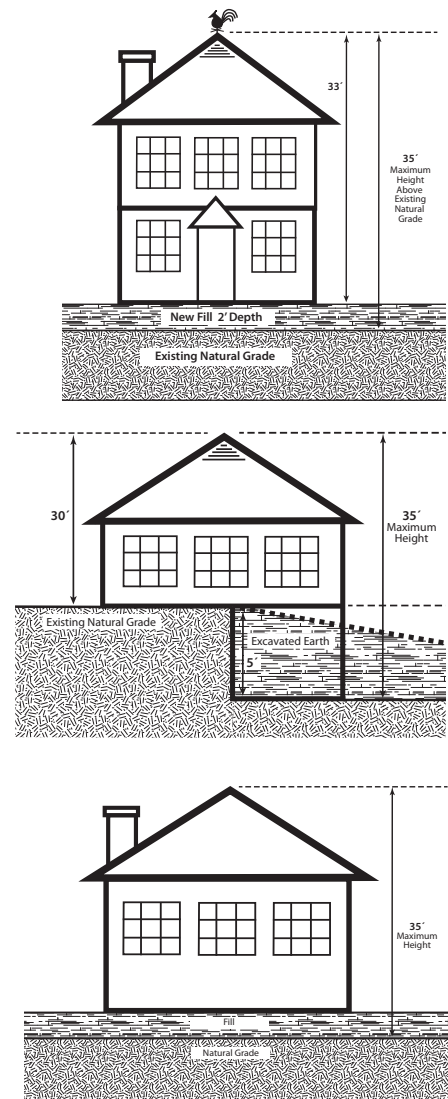 33´
35´
Maximum
Height
Above
Existing
Natural
Grade
New Fill 2' Depth
Existing Natural Grade
30´
35´
Maximum
Height
Existing Natural Grade
Excavated Earth
5´
35´
Maximum
Height
Fill
Natural Grade